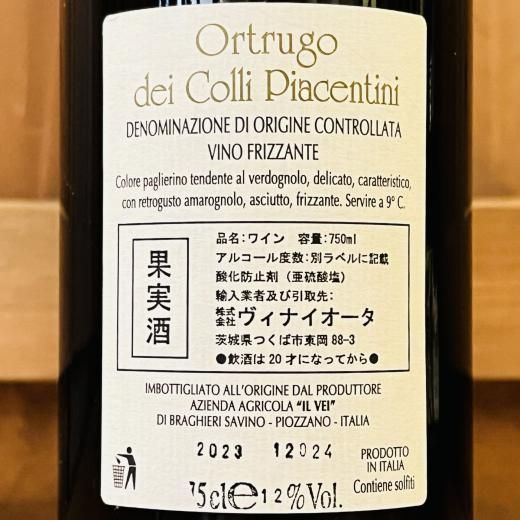 Ortrugo
dei Colli Piacentini
DENOMINAZIONE DI ORIGINE CONTROLLATA
VINO FRIZZANTE
Colore paglierino tendente al verdognolo, delicato, caratteristico,
con retrogusto amarognolo, asciutto, frizzante. Servire a 9° C.
果実酒
品名:ワイン 容量:750ml
アルコール度数:別ラベルに記載
酸化防止剤(亜硫酸塩)
輸入業者及び引取先:
株式会社ヴィナイオータ
茨城県つくば市東岡 88-3
●飲酒は20才になってから●
IMBOTTIGLIATO ALL'ORIGINE DAL PRODUTTORE
AZIENDA AGRICOLA "IL VEI"
DI BRAGHIERI SAVINO - PIOZZANO - ITALIA
2023 12024
75cl e 12%Vol.
PRODOTTO
IN ITALIA
Contiene solfiti